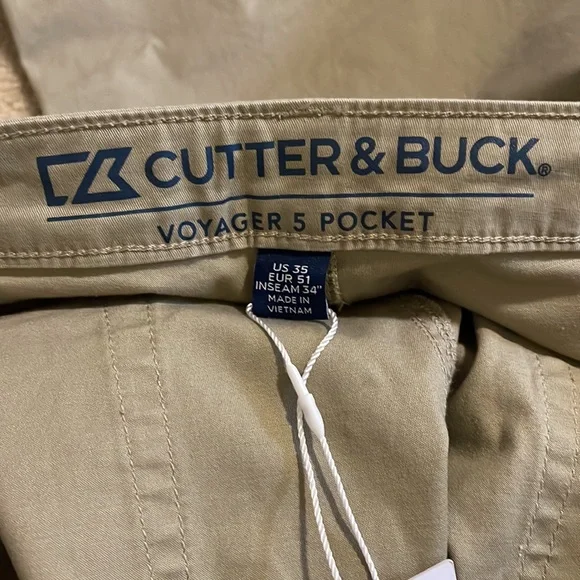 CUTTER & BUCK®
VOYAGER 5 POCKET
US 35
EUR 51
INSEAM 34"
MADE IN
VIETNAM